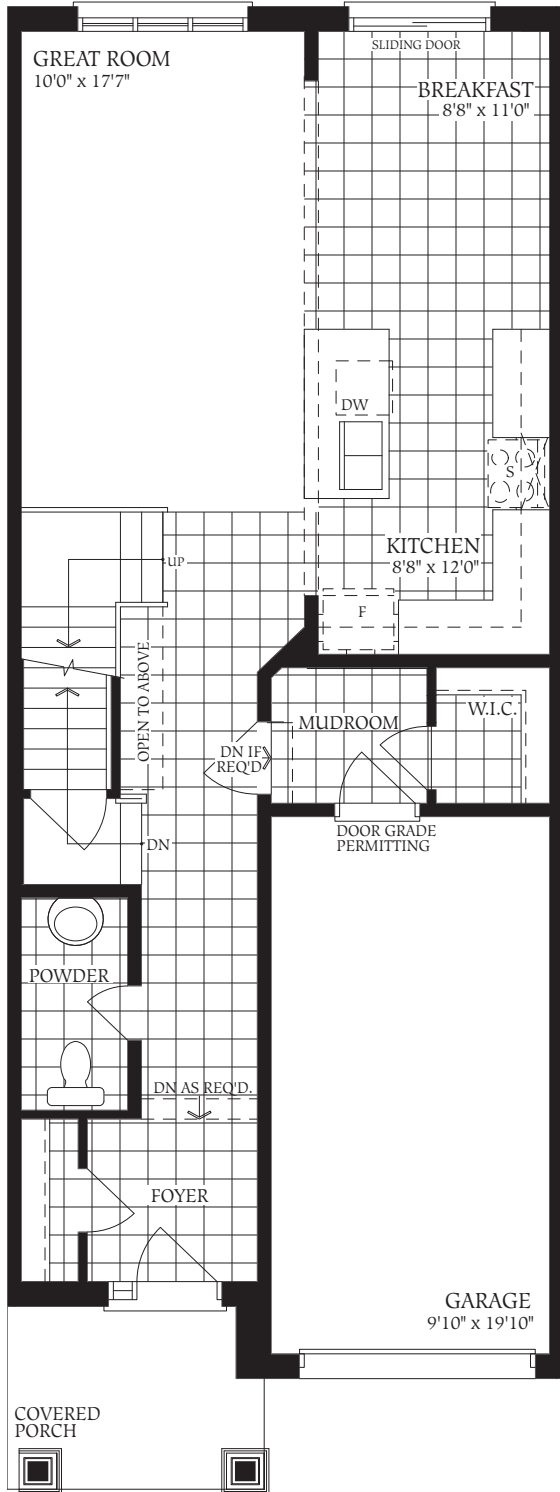 GREAT ROOM
10'0" x 17'7"
SLIDING DOOR
BREAKFAST
8'8" x 11'0"
DW
S
KITCHEN
8'8" x 12'0"
UP
F
OPEN TO ABOVE
MUDROOM
W.I.C.
DN IF
REQ'D
DOOR GRADE
PERMITTING
DN
POWDER
DN AS REQ'D.
FOYER
GARAGE
9'10" x 19'10"
COVERED
PORCH